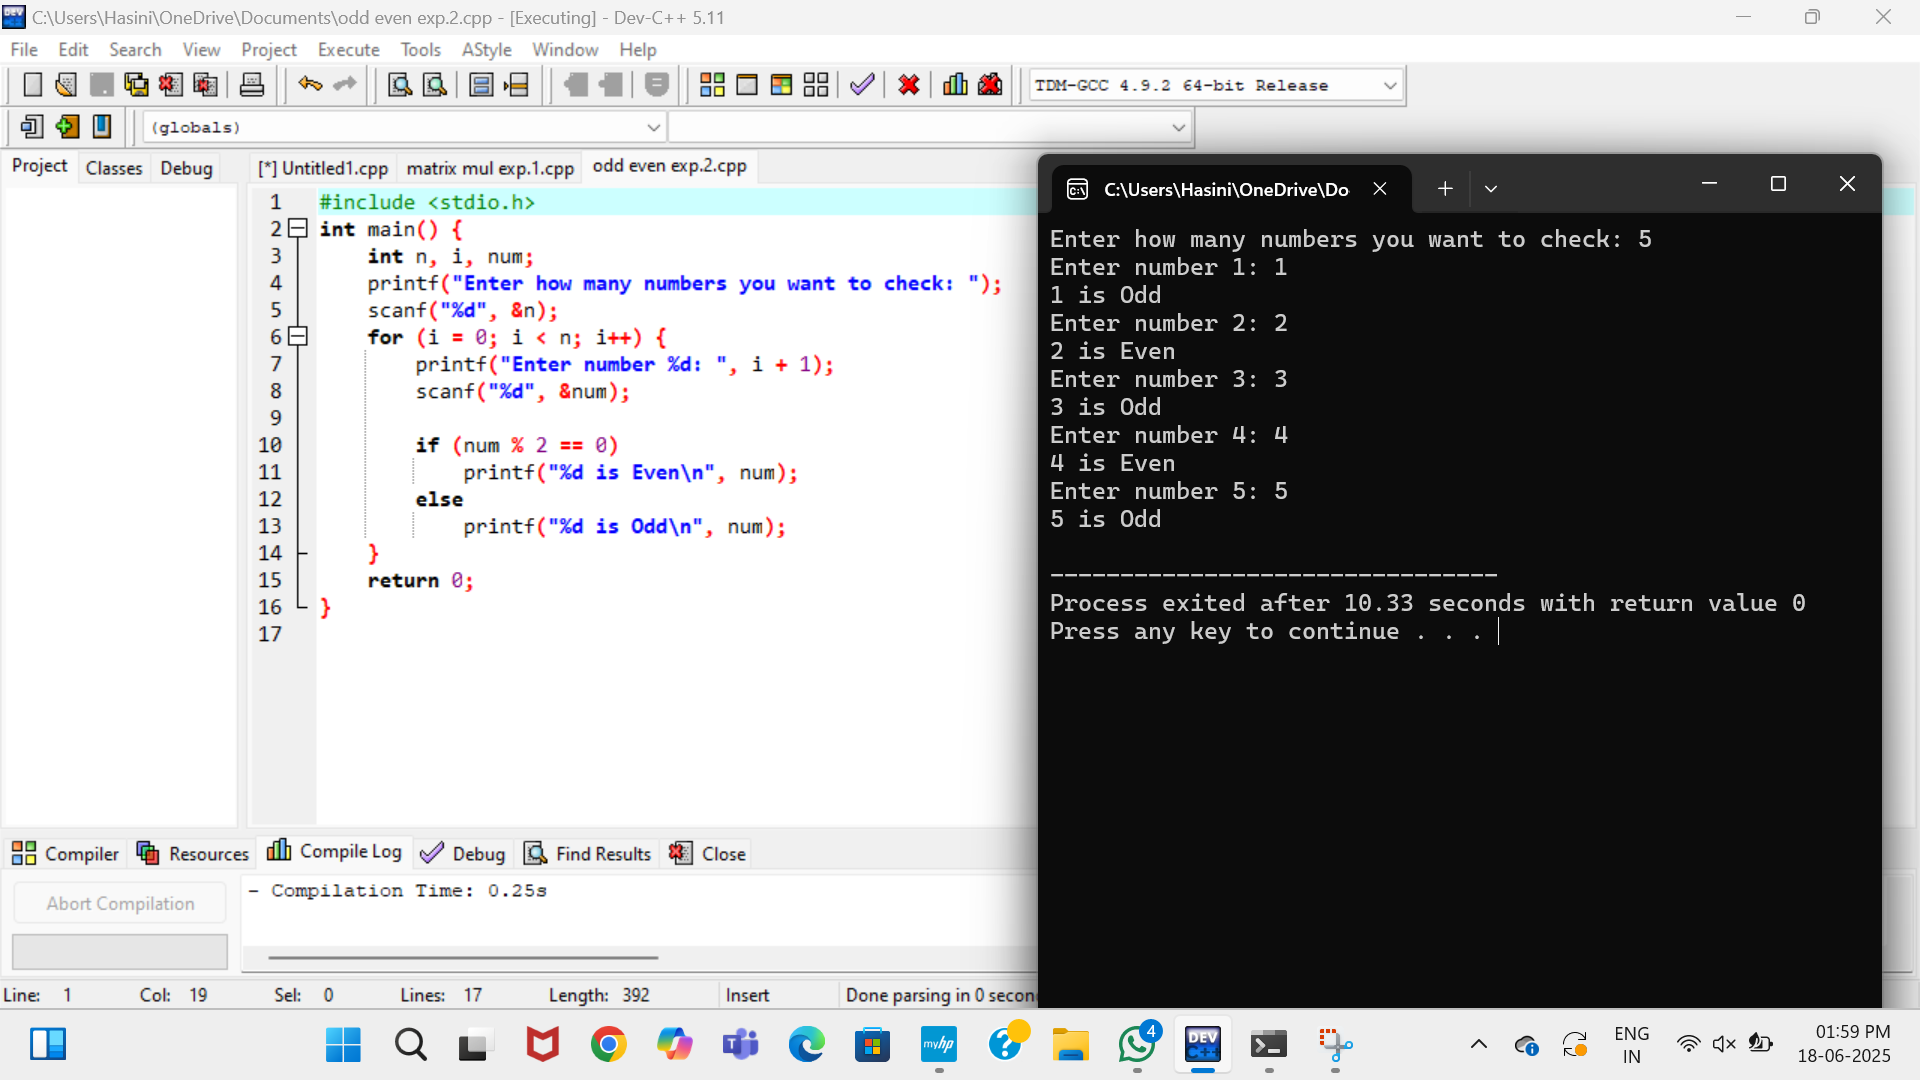 C:\Users\Hasini\OneDrive\Documents\odd even exp.2.cpp - [Executing] - Dev-C++ 5.11
File Edit Search View Project Execute Tools AStyle Window Help
TDM-GCC 4.9.2 64-bit Release
(globals)
Project Classes Debug
[*] Untitled1.cpp matrix mul exp.1.cpp odd even exp.2.cpp
1 #include <stdio.h>
2 int main() {
3 int n, i, num;
4 printf("Enter how many numbers you want to check: ");
5 scanf("%d", &n);
6 for (i = 0; i < n; i++) {
7 printf("Enter number %d: ", i + 1);
8 scanf("%d", &num);
9
10 if (num % 2 == 0)
11 printf("%d is Even\n", num);
12 else
13 printf("%d is Odd\n", num);
14 }
15 return 0;
16 }
17
C:\Users\Hasini\OneDrive\Do
Enter how many numbers you want to check: 5
Enter number 1: 1
1 is Odd
Enter number 2: 2
2 is Even
Enter number 3: 3
3 is Odd
Enter number 4: 4
4 is Even
Enter number 5: 5
5 is Odd
--------------------------------
Process exited after 10.33 seconds with return value 0
Press any key to continue . . .
Compiler Resources Compile Log Debug Find Results Close
Abort Compilation
- Compilation Time: 0.25s
Line: 1 Col: 19 Sel: 0 Lines: 17 Length: 392 Insert Done parsing in 0 secon
myhp
4
DEV
C++
ENG
IN
01:59 PM
18-06-2025